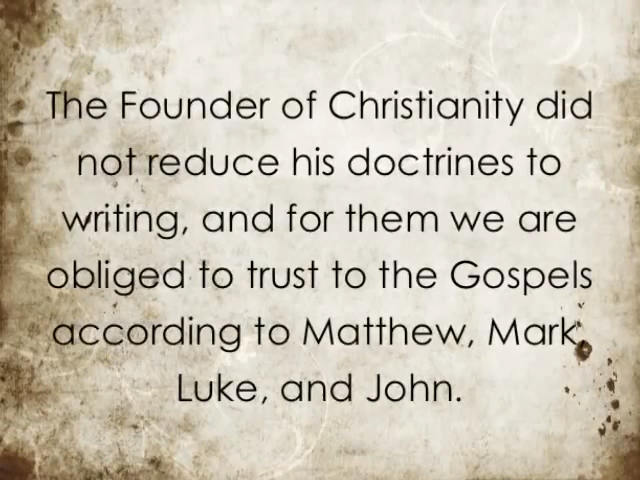 The Founder of Christianity did
not reduce his doctrines to
writing, and for them we are
obliged to trust to the Gospels
according to Matthew, Mark,
Luke, and John.